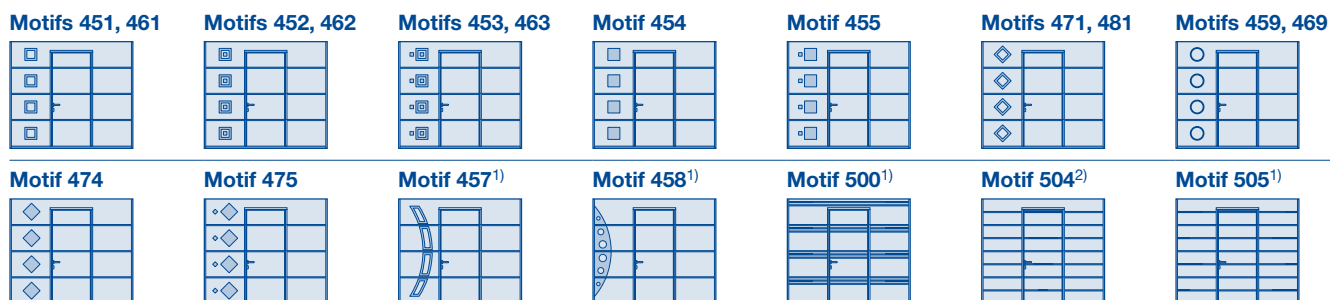 Motifs 451, 461 Motifs 452, 462 Motifs 453, 463 Motif 454 Motif 455 Motifs 471, 481 Motifs 459, 469
Motif 474 Motif 475 Motif 457¹⁾ Motif 458¹⁾ Motif 500¹⁾ Motif 504²⁾ Motif 505¹⁾